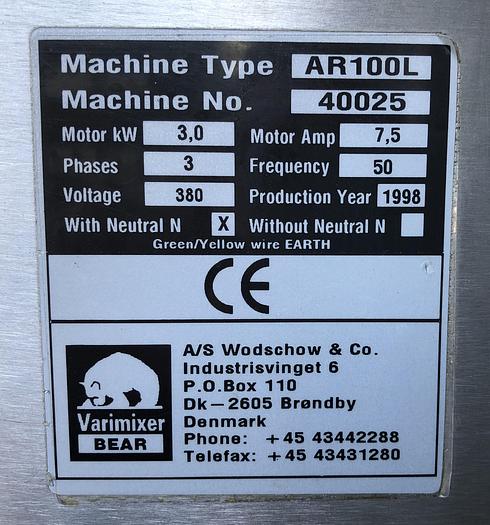 Machine Type AR100L
Machine No. 40025
Motor kW 3,0 Motor Amp 7,5
Phases 3 Frequency 50
Voltage 380 Production Year 1998
With Neutral N X Without Neutral N
Green/Yellow wire EARTH
CE
A/S Wodschow & Co.
Industrisvinget 6
P.O.Box 110
Dk–2605 Brøndby
Denmark
Phone: +45 43442288
Telefax: +45 43431280
Varimixer
BEAR